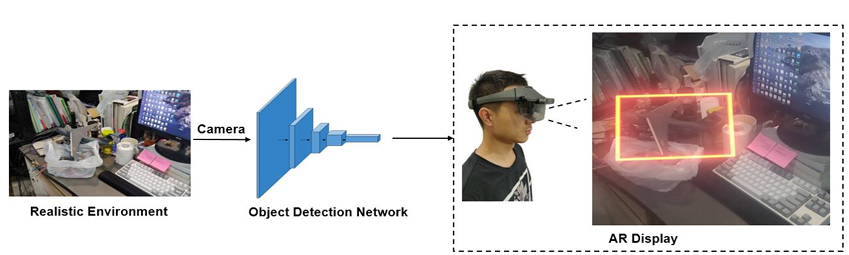 Camera
Realistic Environment
Object Detection Network
AR Display